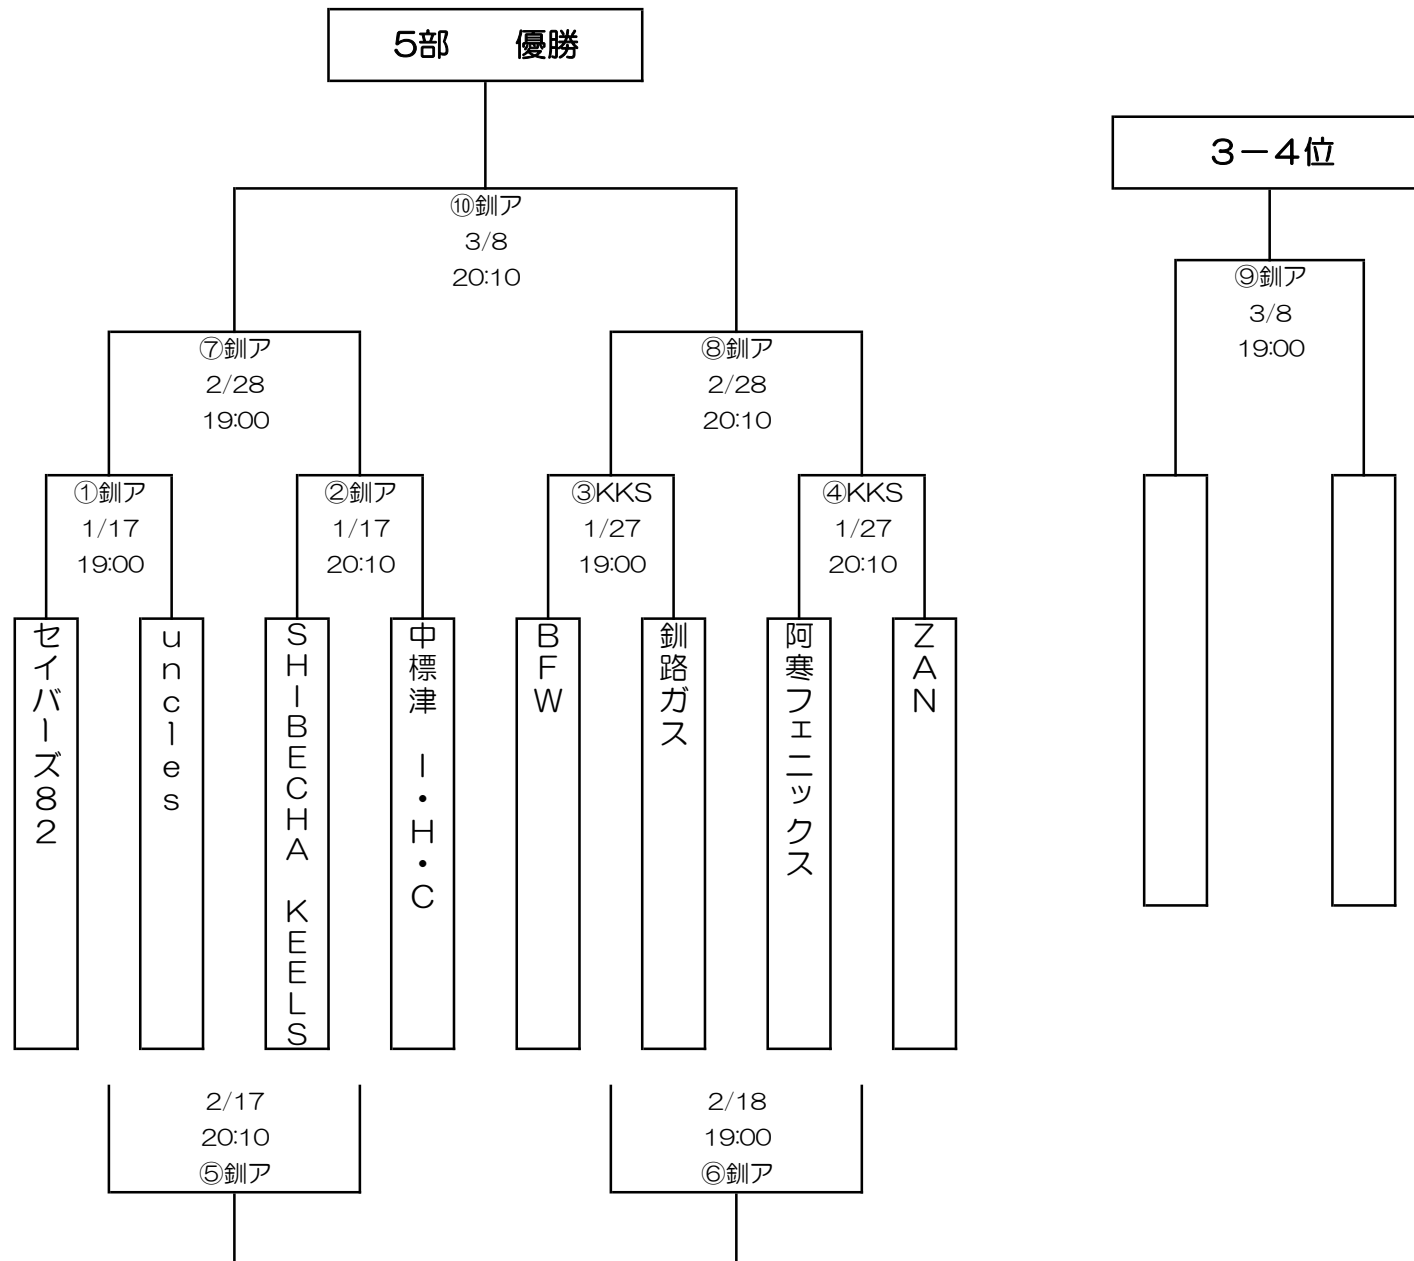 5部　優勝
3－4位
⑩釧ア
3/8
20:10
⑨釧ア
3/8
19:00
⑦釧ア
2/28
19:00
⑧釧ア
2/28
20:10
①釧ア
1/17
19:00
②釧ア
1/17
20:10
③KKS
1/27
19:00
④KKS
1/27
20:10
セイバーズ82
uncles
SHIBECHA KEELS
中標津 I・H・C
BFW
釧路ガス
阿寒フェニックス
ZAN
2/17
20:10
⑤釧ア
2/18
19:00
⑥釧ア